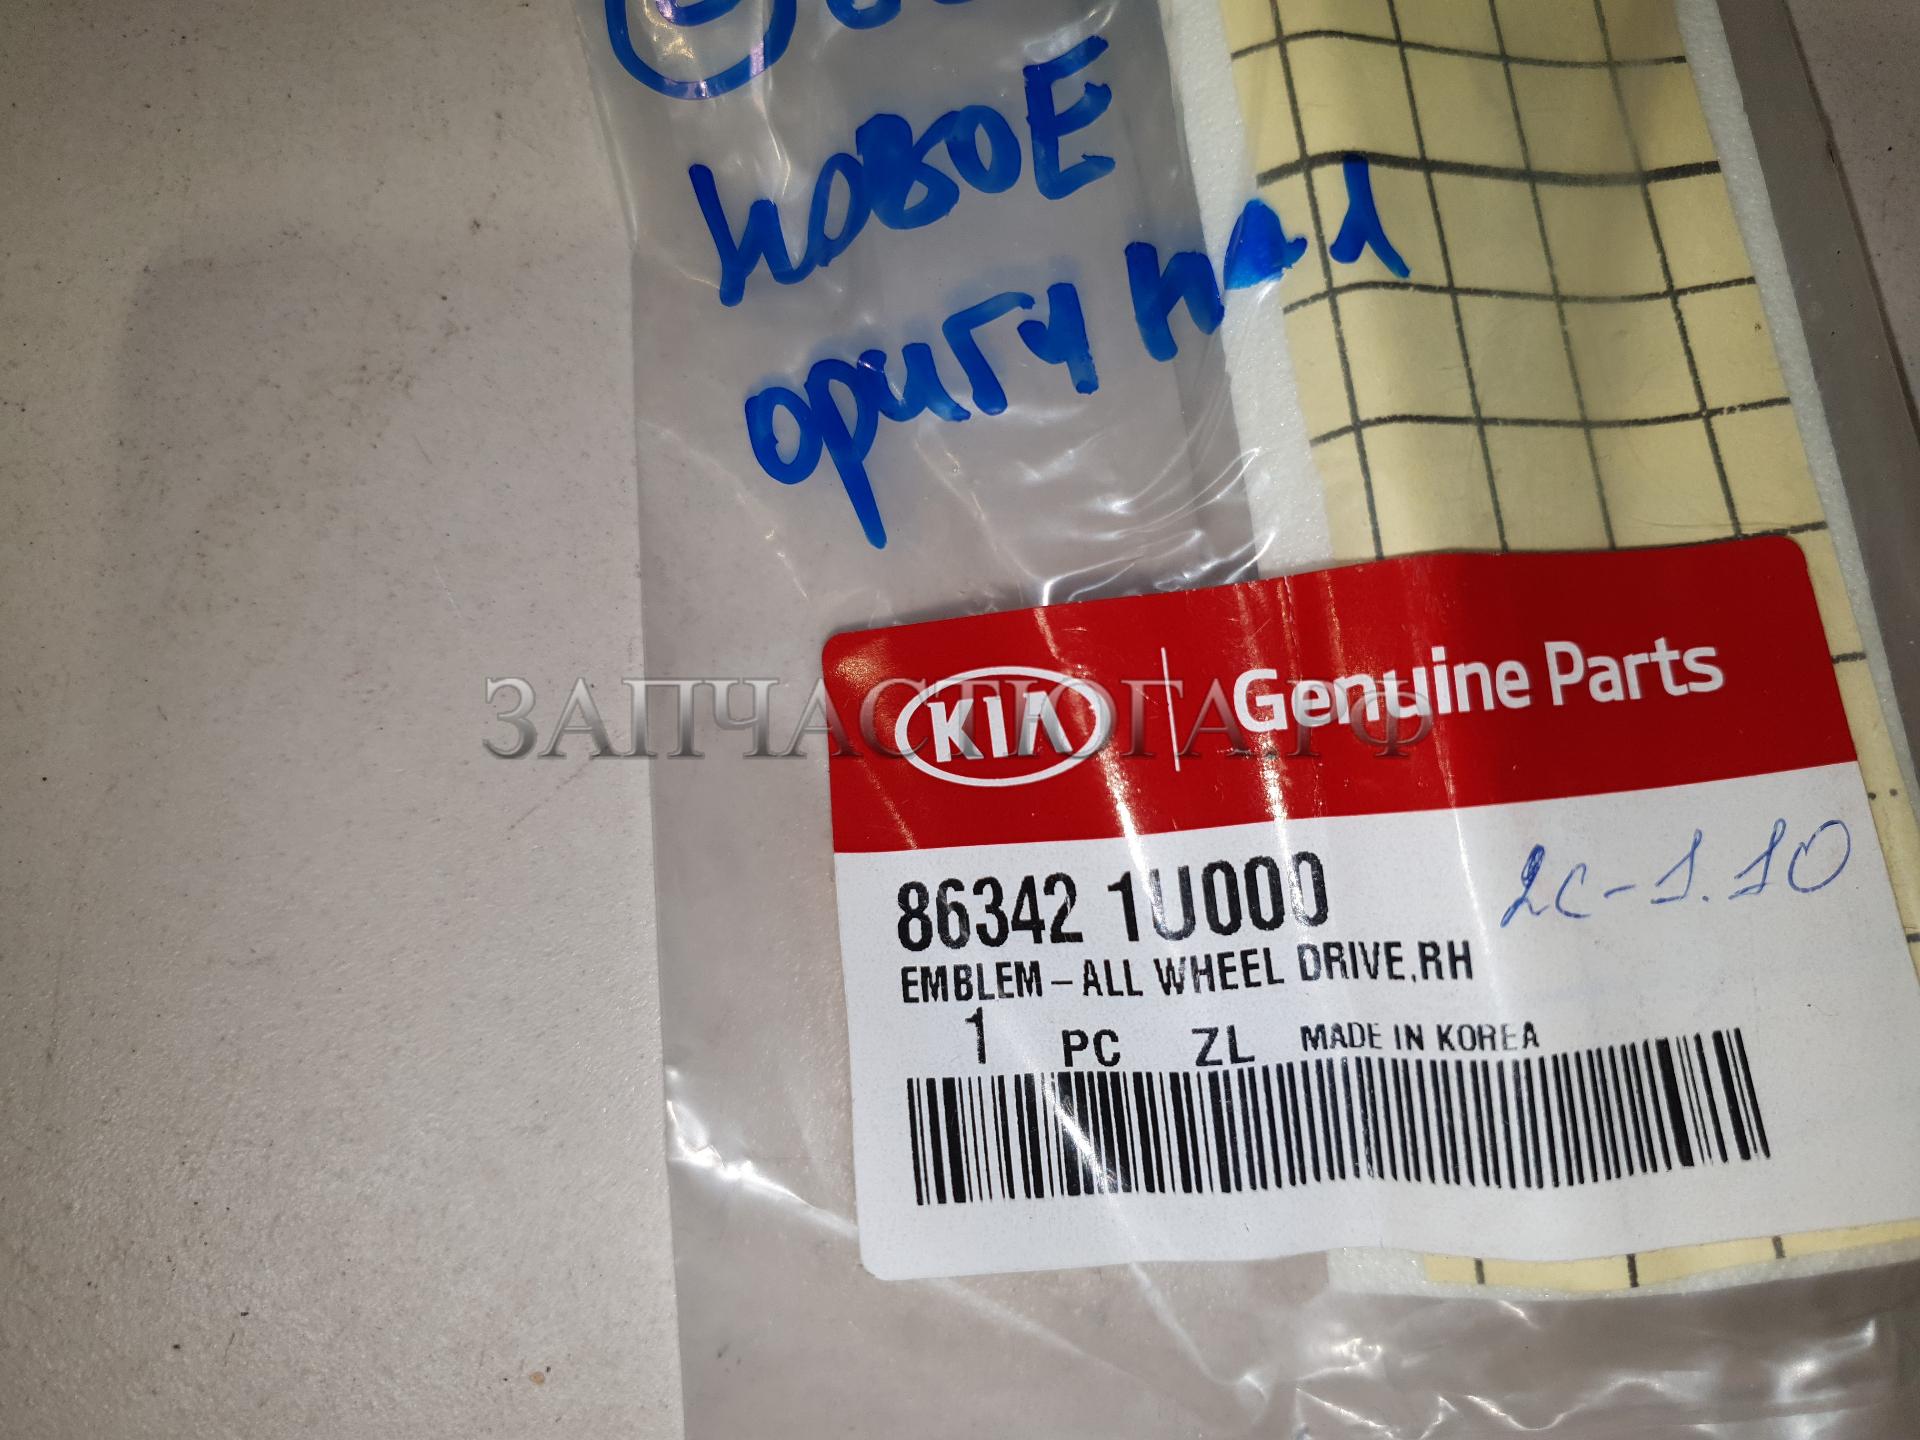 новоЕ
оригинал
ЗАПЧАСТЮГА.РФ
KIA Genuine Parts
86342 1U000
2с-1.10
EMBLEM-ALL WHEEL DRIVE,RH
1 PC ZL MADE IN KOREA